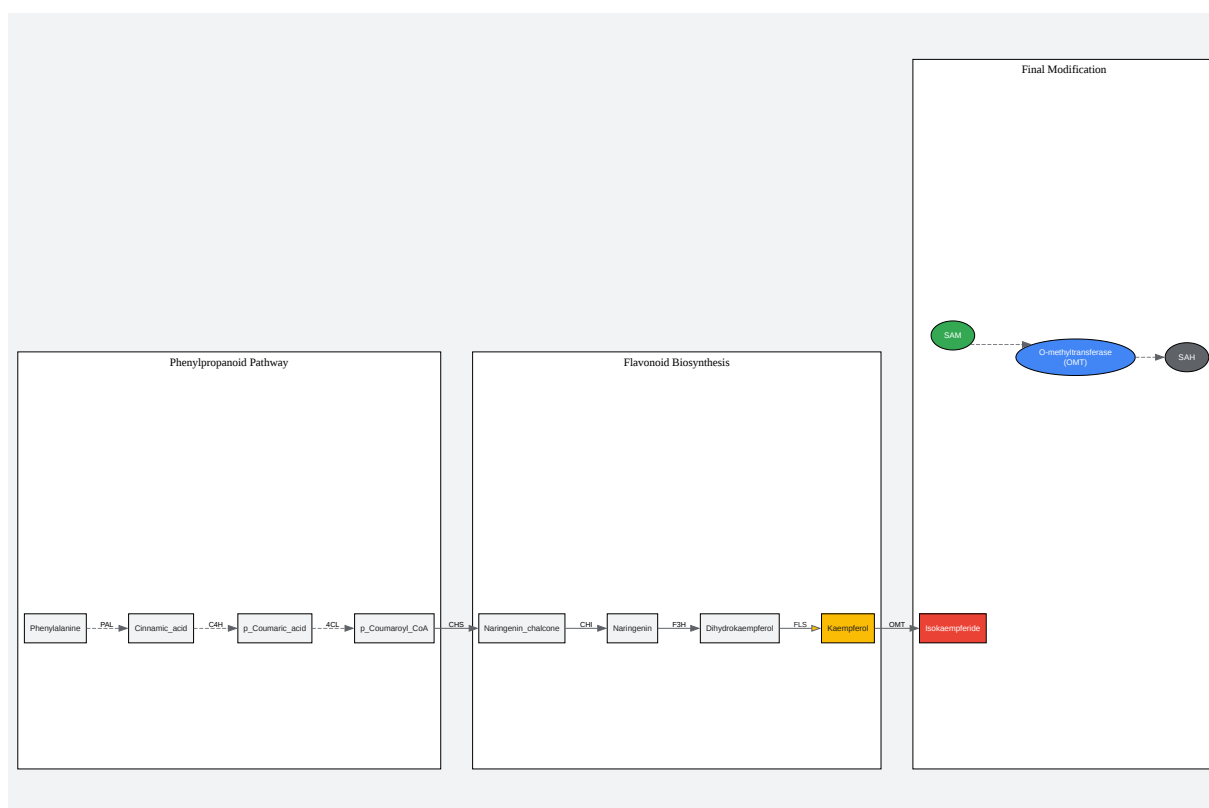 Final Modification
SAM
O-methyltransferase
(OMT)
SAH
Phenylpropanoid Pathway
Flavonoid Biosynthesis
Phenylalanine
PAL
Cinnamic_acid
C4H
p_Coumaric_acid
4CL
p_Coumaroyl_CoA
CHS
Naringenin_chalcone
CHI
Naringenin
F3H
Dihydrokaempferol
FLS
Kaempferol
OMT
Isokaempferide